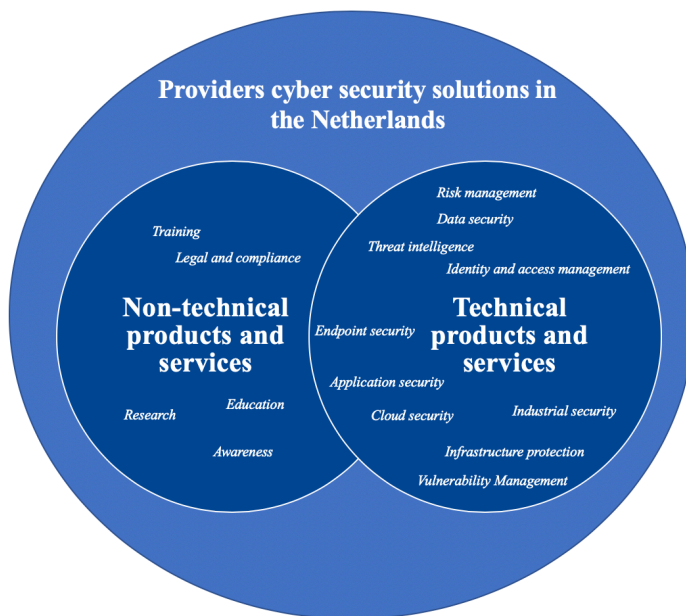 Providers cyber security solutions in
the Netherlands
Training
Legal and compliance
Non-technical
products and
services
Research
Education
Awareness
Risk management
Data security
Threat intelligence
Identity and access management
Technical
products and
services
Endpoint security
Application security
Cloud security
Industrial security
Infrastructure protection
Vulnerability Management